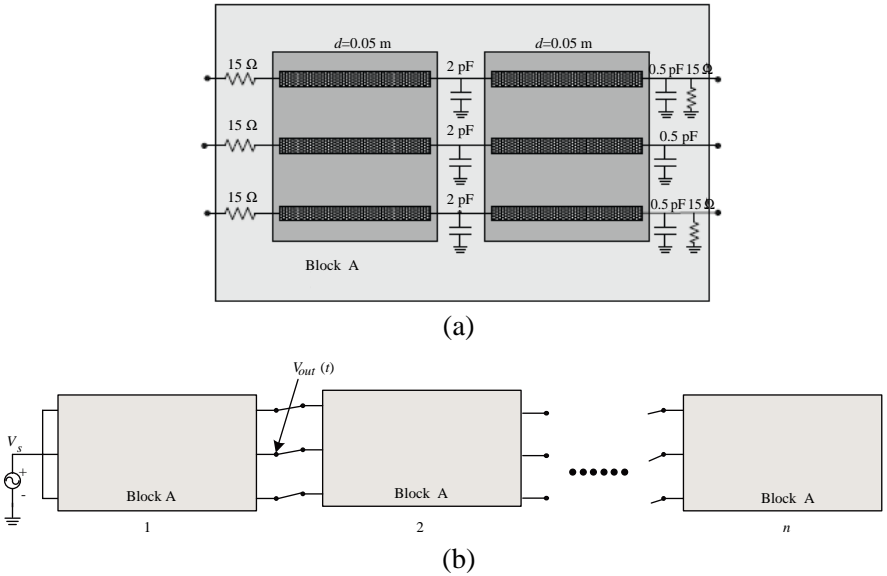 d=0.05 m d=0.05 m
15 Ω 2 pF 0.5 pF 15 Ω
15 Ω 2 pF 0.5 pF
15 Ω 2 pF 0.5 pF 15 Ω
Block A
(a)
Vout (t)
Vs
+
-
Block A Block A Block A
1 2 n
(b)